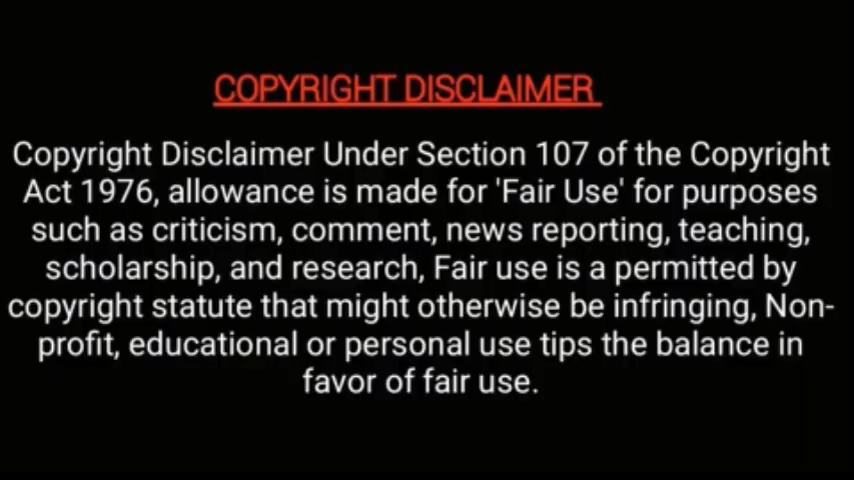 COPYRIGHT DISCLAIMER
Copyright Disclaimer Under Section 107 of the Copyright
Act 1976, allowance is made for 'Fair Use' for purposes
such as criticism, comment, news reporting, teaching,
scholarship, and research, Fair use is a permitted by
copyright statute that might otherwise be infringing, Non-
profit, educational or personal use tips the balance in
favor of fair use.